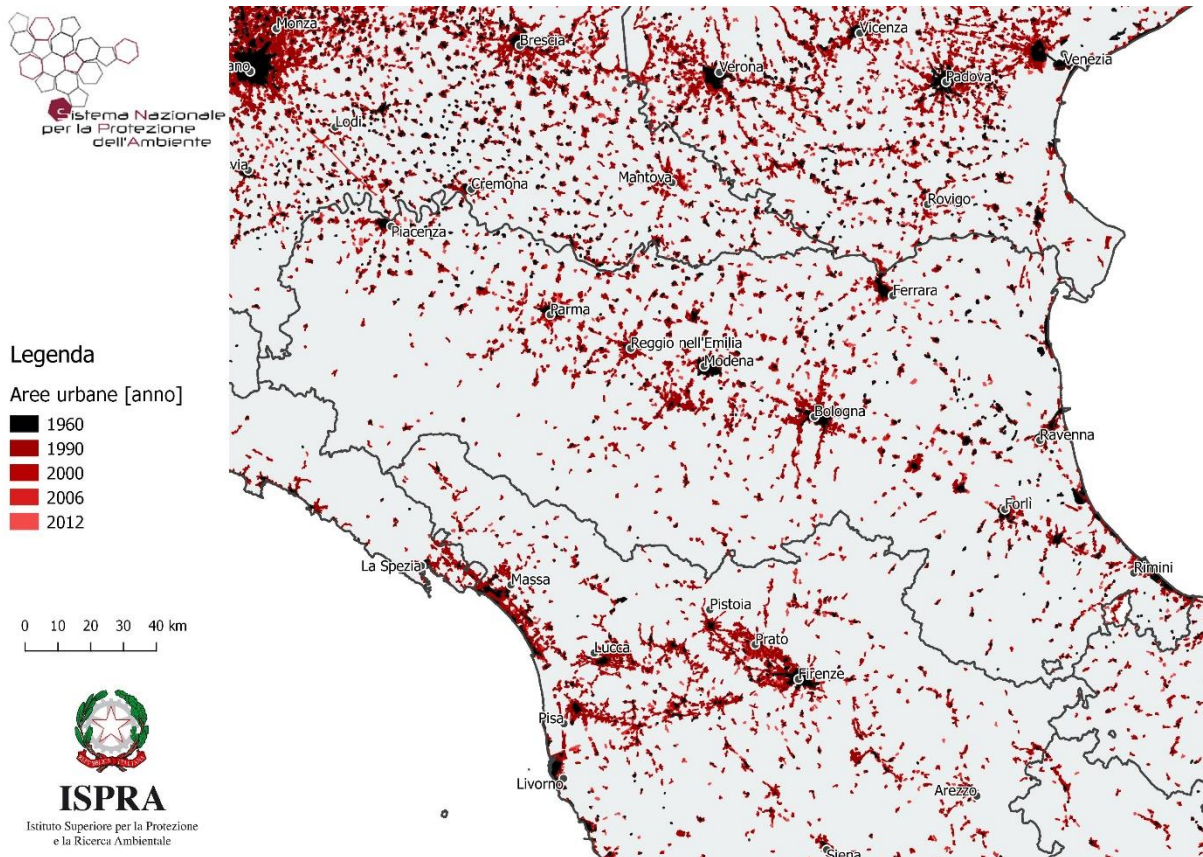 Sistema Nazionale
per la Protezione
dell'Ambiente
Legenda
Aree urbane [anno]
1960
1990
2000
2006
2012
0 10 20 30 40 km
ISPRA
Istituto Superiore per la Protezione
e la Ricerca Ambientale
Monza
Brescia
Vicenza
Venezia
ano
Verona
Padova
Lodi
via
Cremona
Mantova
Rovigo
Piacenza
Ferrara
Parma
Reggio nell'Emilia
Modena
Bologna
Ravenna
Forlì
La Spezia
Massa
Rimini
Pistoia
Prato
Lucca
Firenze
Pisa
Livorno
Arezzo
Siena